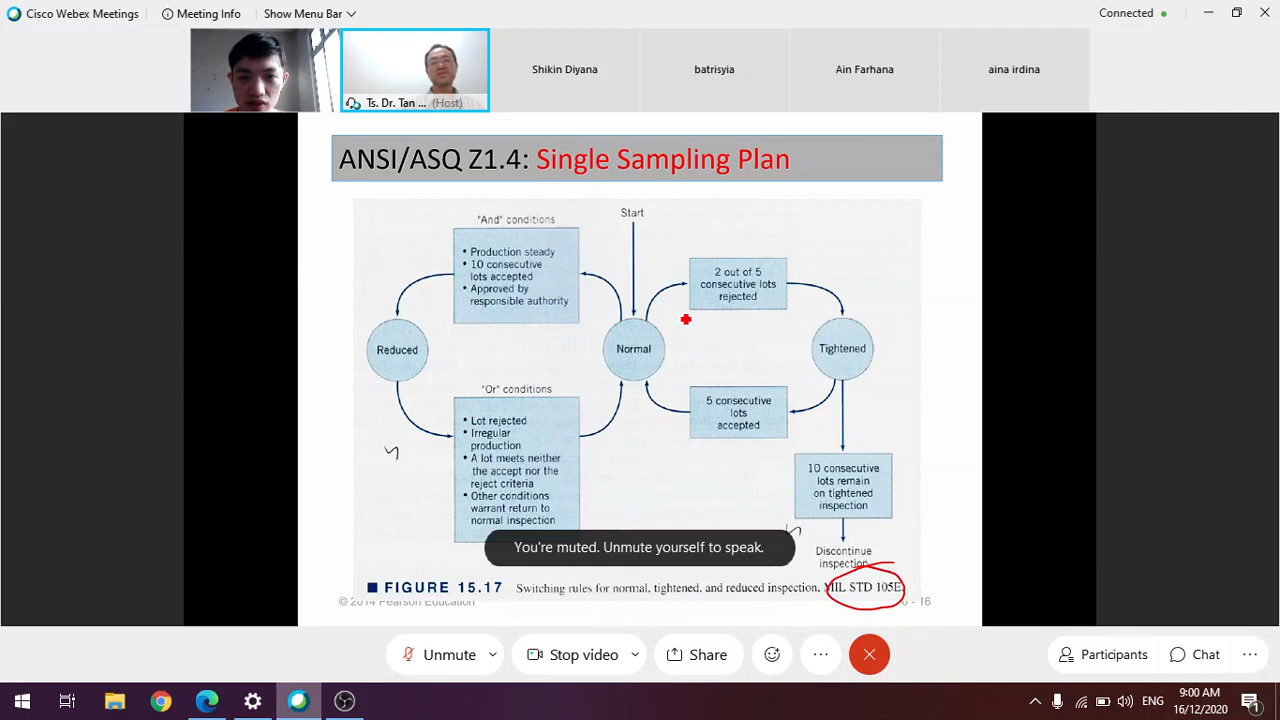 Cisco Webex Meetings
Meeting Info
Show Menu Bar
Connected
Ts. Dr. Tan ... (Host)
Shikin Diyana
batrisyia
Ain Farhana
aina irdina
ANSI/ASQ Z1.4: Single Sampling Plan
"And" conditions
• Production steady
• 10 consecutive
lots accepted
• Approved by
responsible authority
Start
2 out of 5
consecutive lots
rejected
Reduced
Normal
Tightened
"Or" conditions
• Lot rejected
• Irregular
production
• A lot meets neither
the accept nor the
reject criteria
• Other conditions
warrant return to
normal inspection
5 consecutive
lots
accepted
10 consecutive
lots remain
on tightened
inspection
Discontinue
inspection
You're muted. Unmute yourself to speak.
FIGURE 15.17 Switching rules for normal, tightened, and reduced inspection, MIL STD 105E.
© 2014 Pearson Education
- 16
Unmute
Stop video
Share
Participants
Chat
ENG
9:00 AM
16/12/2020
1